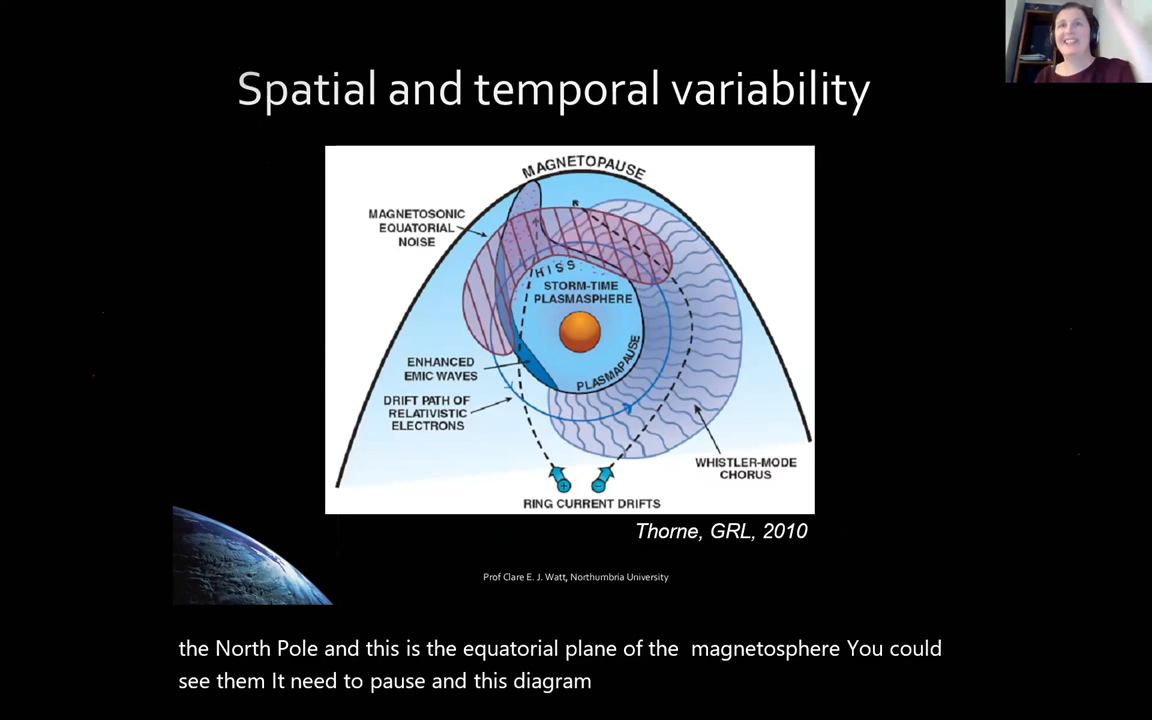 Spatial and temporal variability
MAGNETOPAUSE
MAGNETOSONIC
EQUATORIAL
NOISE
HISS
STORM-TIME
PLASMASPHERE
PLASMAPAUSE
ENHANCED
EMIC WAVES
DRIFT PATH OF
RELATIVISTIC
ELECTRONS
WHISTLER-MODE
CHORUS
+
−
RING CURRENT DRIFTS
Thorne, GRL, 2010
Prof Clare E. J. Watt, Northumbria University
the North Pole and this is the equatorial plane of the  magnetosphere You could
see them It need to pause and this diagram